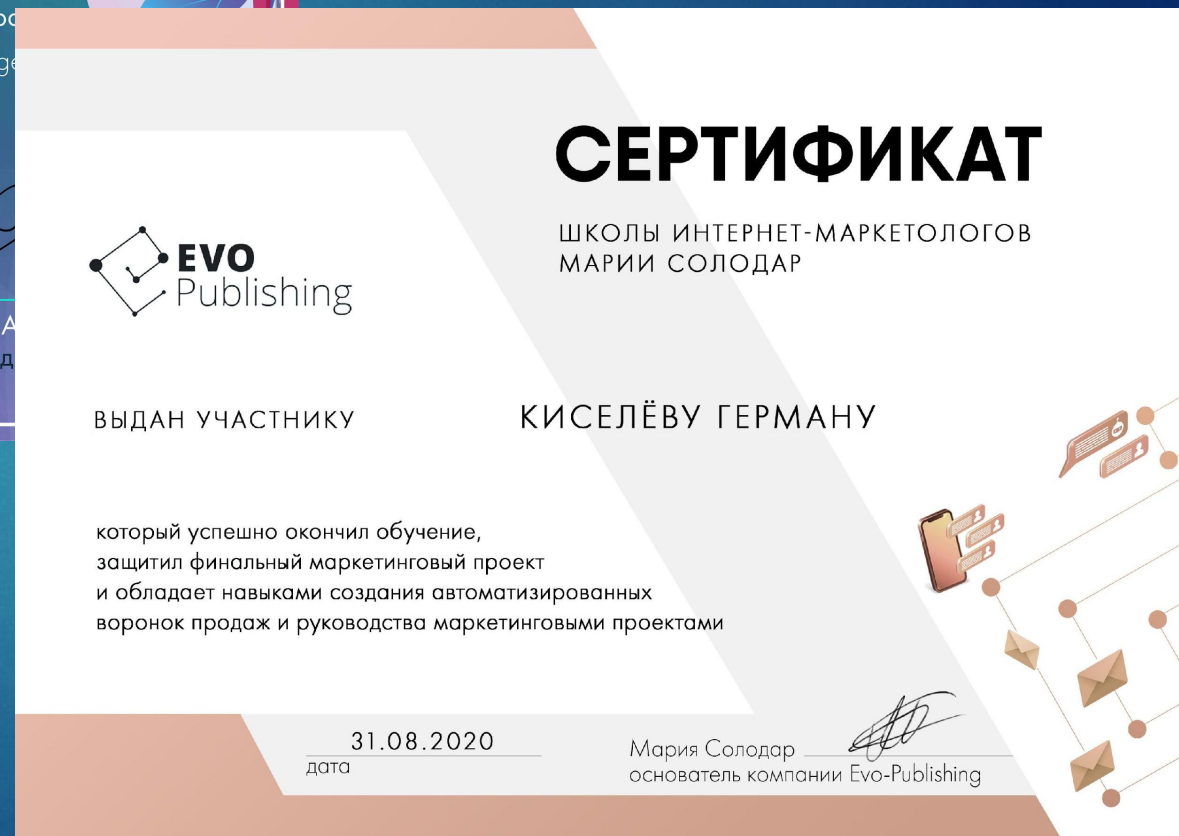 СЕРТИФИКАТ
ШКОЛЫ ИНТЕРНЕТ-МАРКЕТОЛОГОВ
МАРИИ СОЛОДАР
EVO
Publishing
ВЫДАН УЧАСТНИКУ
КИСЕЛЁВУ ГЕРМАНУ
который успешно окончил обучение,
защитил финальный маркетинговый проект
и обладает навыками создания автоматизированных
воронок продаж и руководства маркетинговыми проектами
31.08.2020
дата
Мария Солодар
основатель компании Evo-Publishing